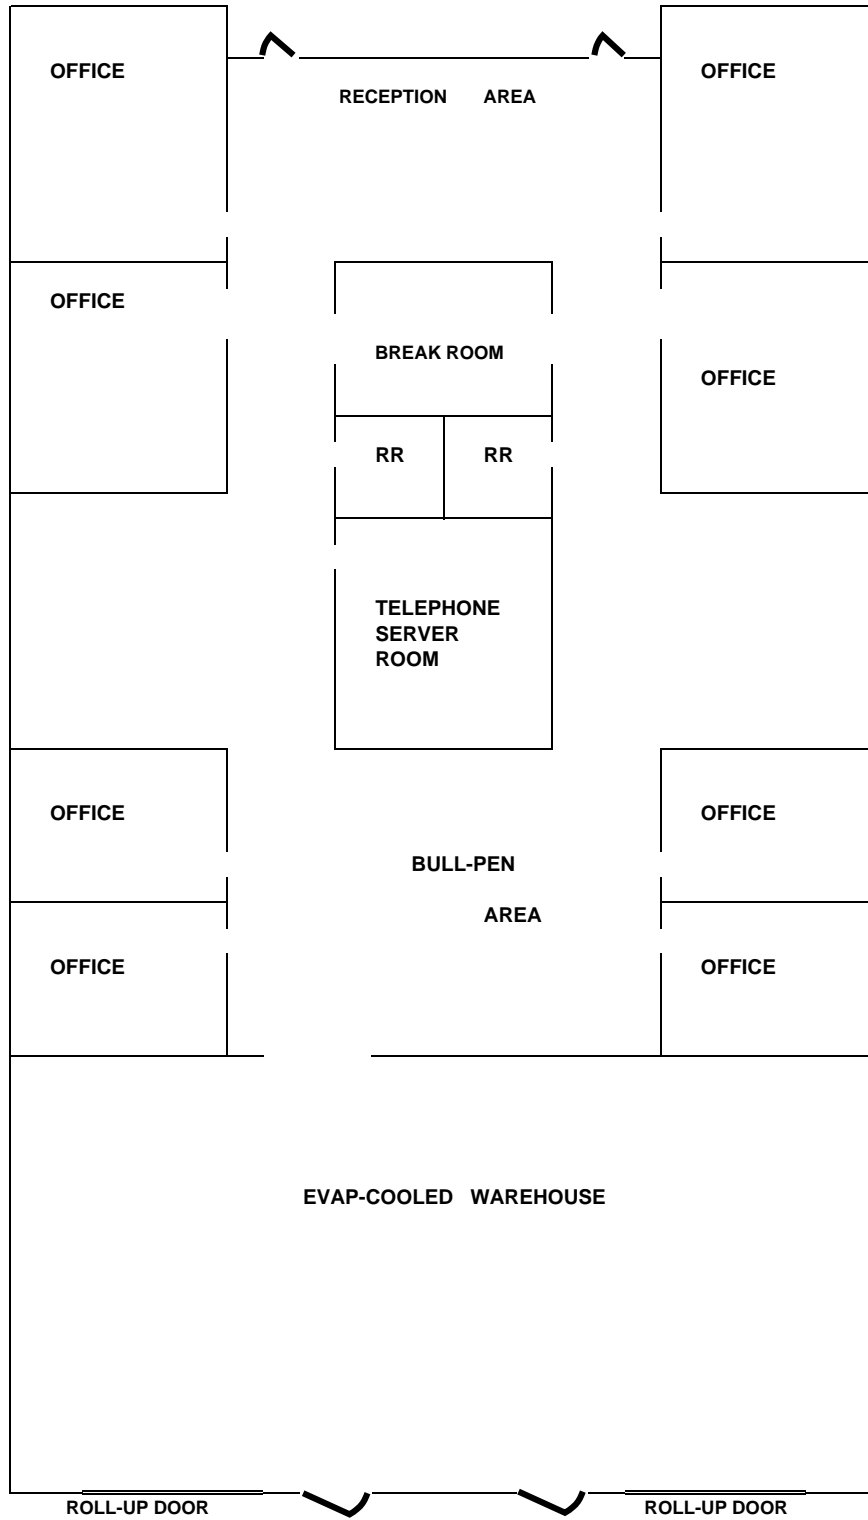 OFFICE
OFFICE
RECEPTION AREA
OFFICE
BREAK ROOM
OFFICE
RR
RR
TELEPHONE
SERVER
ROOM
OFFICE
OFFICE
BULL-PEN
AREA
OFFICE
OFFICE
EVAP-COOLED WAREHOUSE
ROLL-UP DOOR
ROLL-UP DOOR